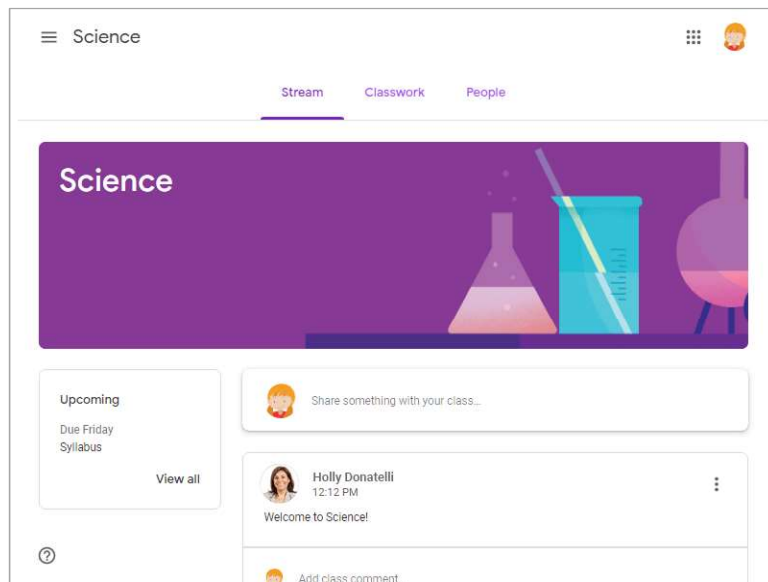 Science
Stream Classwork People
Science
Upcoming
Due Friday
Syllabus
View all
Share something with your class...
Holly Donatelli
12:12 PM
Welcome to Science!
Add class comment